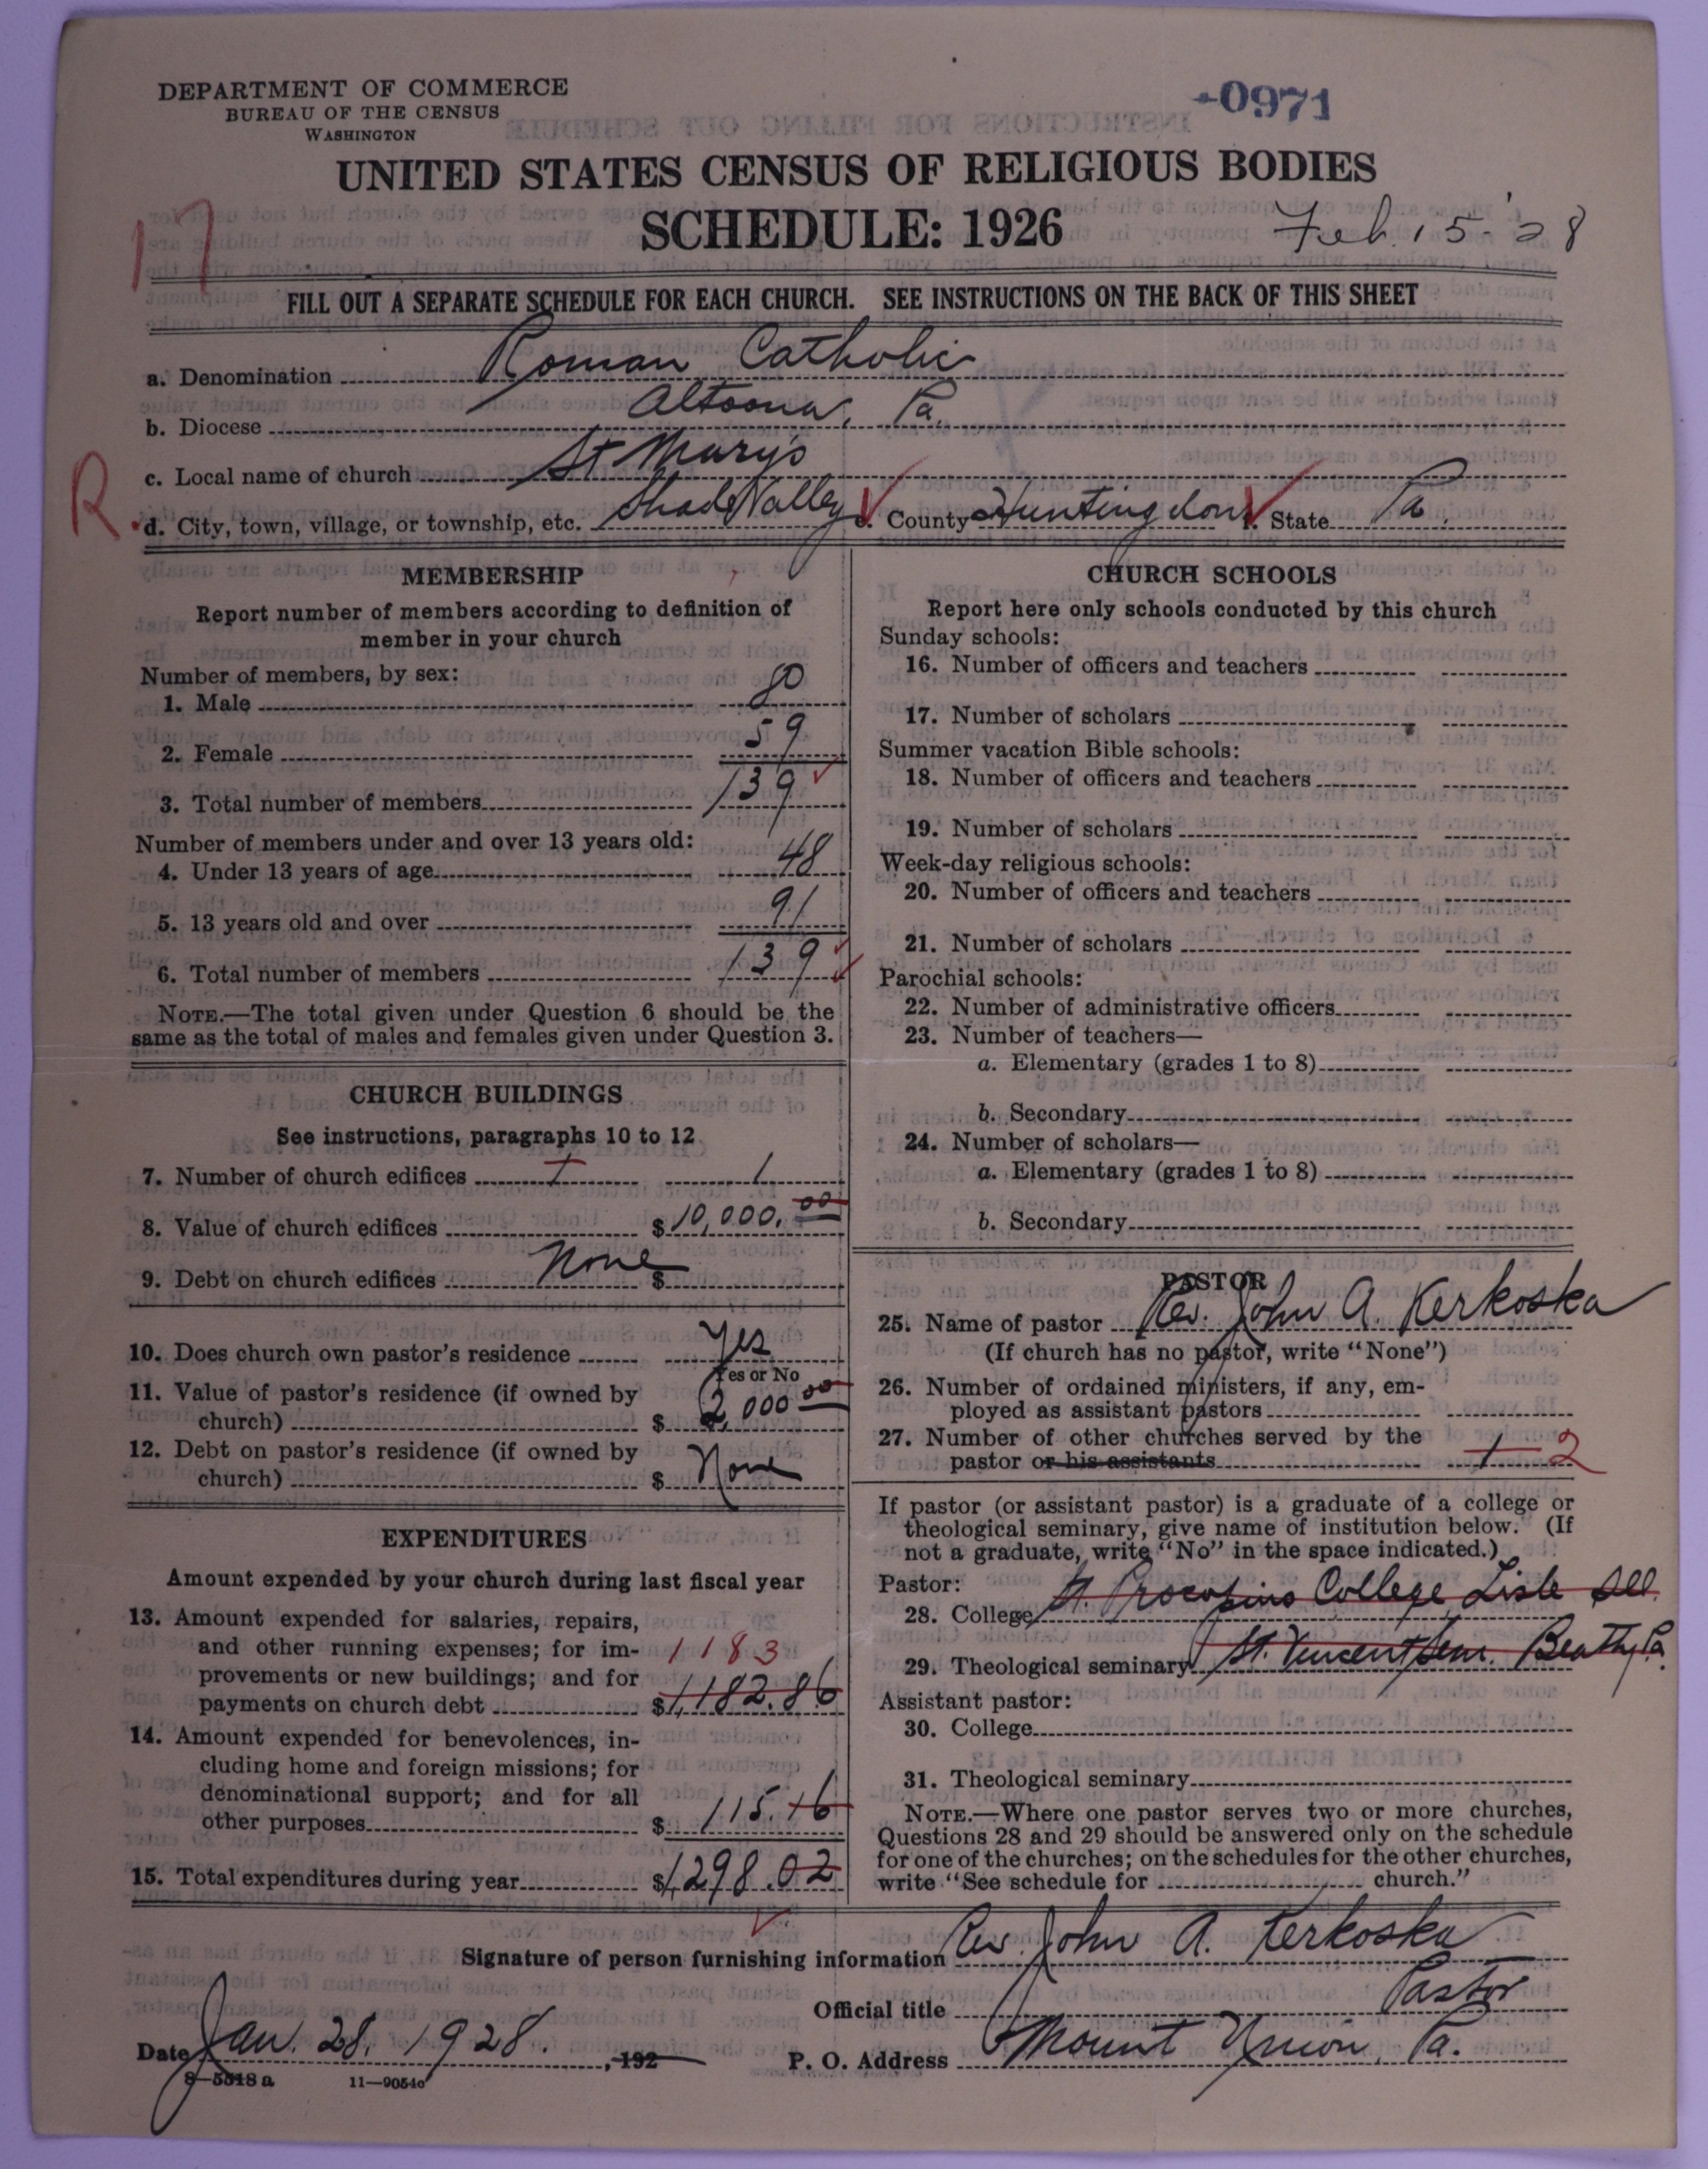 DEPARTMENT OF COMMERCE
BUREAU OF THE CENSUS
WASHINGTON
-0971
UNITED STATES CENSUS OF RELIGIOUS BODIES
SCHEDULE: 1926
Feb. 15-'28
17
FILL OUT A SEPARATE SCHEDULE FOR EACH CHURCH. SEE INSTRUCTIONS ON THE BACK OF THIS SHEET
a. Denomination Roman Catholic
b. Diocese Altoona, Pa.
c. Local name of church St Mary's
R. d. City, town, village, or township, etc. Shade Valley e. County Huntingdon f. State Pa.
MEMBERSHIP
Report number of members according to definition of
member in your church
Number of members, by sex:
1. Male 80
2. Female 59
3. Total number of members 139
Number of members under and over 13 years old:
4. Under 13 years of age 48
5. 13 years old and over 91
6. Total number of members 139
NOTE.—The total given under Question 6 should be the
same as the total of males and females given under Question 3.
CHURCH BUILDINGS
See instructions, paragraphs 10 to 12
7. Number of church edifices 1 1
8. Value of church edifices $10,000.00
9. Debt on church edifices None $
10. Does church own pastor's residence Yes
Yes or No
11. Value of pastor's residence (if owned by
church) $ 2,000 00
12. Debt on pastor's residence (if owned by
church) $ None
EXPENDITURES
Amount expended by your church during last fiscal year
13. Amount expended for salaries, repairs,
and other running expenses; for im-
provements or new buildings; and for
payments on church debt 1183 $1,182.86
14. Amount expended for benevolences, in-
cluding home and foreign missions; for
denominational support; and for all
other purposes $ 115.16
15. Total expenditures during year $1,298.02
CHURCH SCHOOLS
Report here only schools conducted by this church
Sunday schools:
16. Number of officers and teachers
17. Number of scholars
Summer vacation Bible schools:
18. Number of officers and teachers
19. Number of scholars
Week-day religious schools:
20. Number of officers and teachers
21. Number of scholars
Parochial schools:
22. Number of administrative officers
23. Number of teachers—
a. Elementary (grades 1 to 8)
b. Secondary
24. Number of scholars—
a. Elementary (grades 1 to 8)
b. Secondary
PASTOR
25. Name of pastor Rev. John A. Kerkoska
(If church has no pastor, write "None")
26. Number of ordained ministers, if any, em-
ployed as assistant pastors
27. Number of other churches served by the
pastor or his assistants 1 2
If pastor (or assistant pastor) is a graduate of a college or
theological seminary, give name of institution below. (If
not a graduate, write "No" in the space indicated.)
Pastor:
28. College St. Procopius College Lisle Ill.
29. Theological seminary St. Vincent Sem. Beatty Pa.
Assistant pastor:
30. College
31. Theological seminary
NOTE.—Where one pastor serves two or more churches,
Questions 28 and 29 should be answered only on the schedule
for one of the churches; on the schedules for the other churches,
write "See schedule for church."
Signature of person furnishing information Rev. John A. Kerkoska
Official title Pastor
Date Jan. 28, 1928. , 192
P. O. Address Mount Union, Pa.
8—5518 a 11—9054c